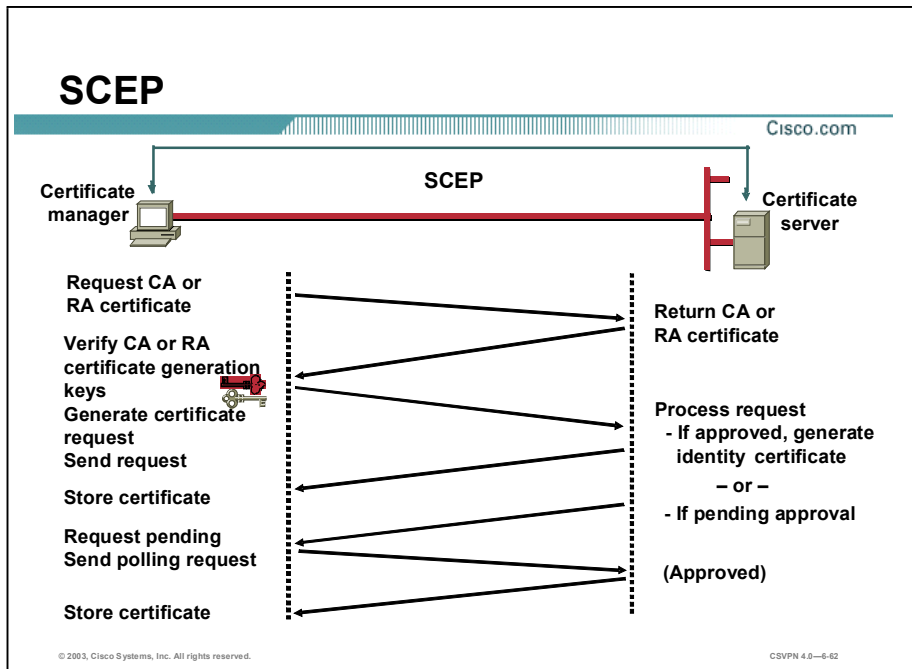 SCEP
Cisco.com
SCEP
Certificate
manager
Certificate
server
Request CA or
RA certificate
Return CA or
RA certificate
Verify CA or RA
certificate generation
keys
Generate certificate
request
Send request
Process request
- If approved, generate
identity certificate
– or –
- If pending approval
Store certificate
Request pending
Send polling request
(Approved)
Store certificate
© 2003, Cisco Systems, Inc. All rights reserved.
CSVPN 4.0—6-62